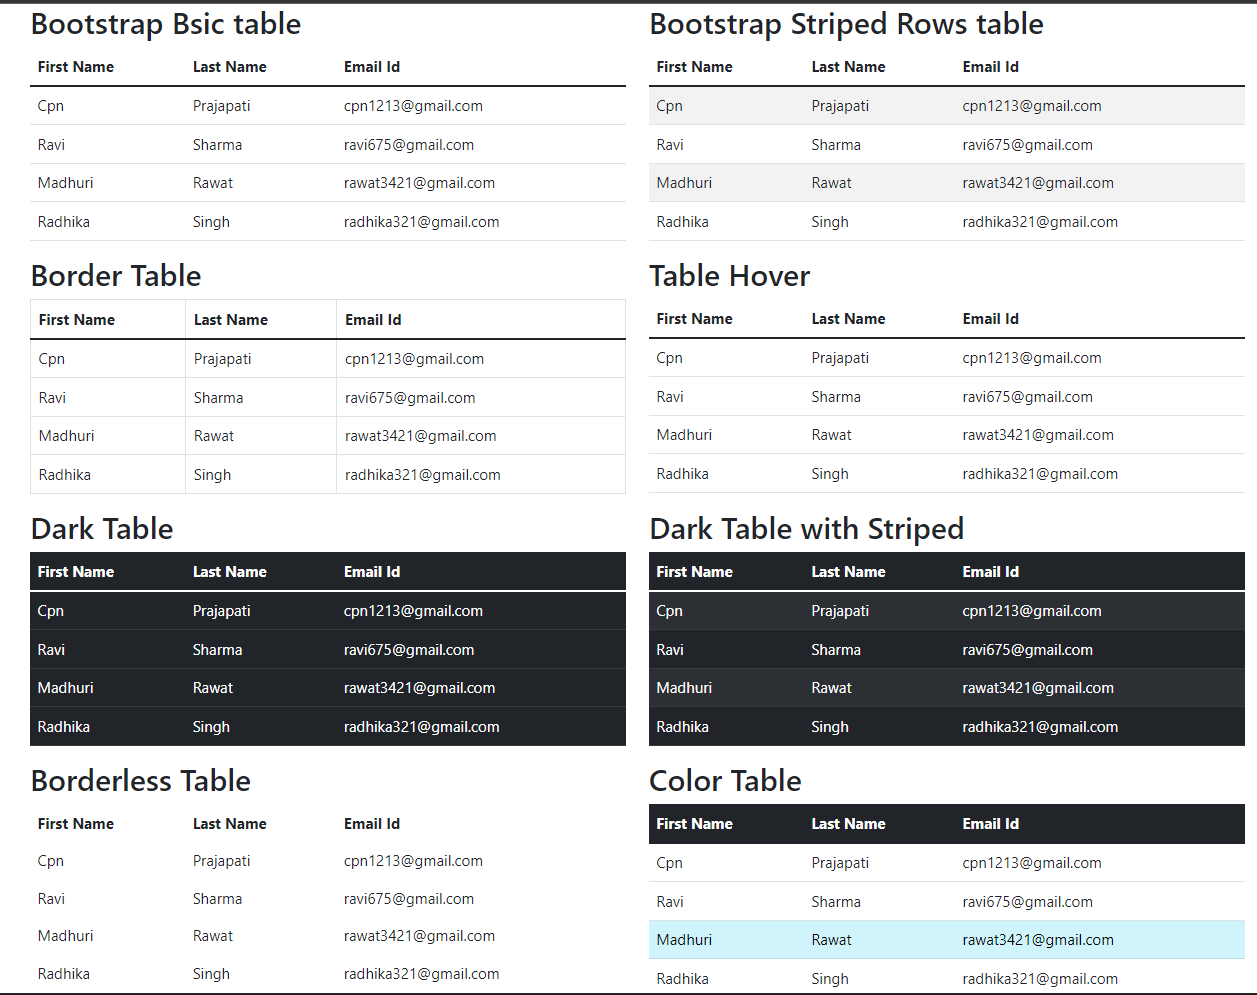 Bootstrap Bsic table
First Name Last Name Email Id
Cpn Prajapati cpn1213@gmail.com
Ravi Sharma ravi675@gmail.com
Madhuri Rawat rawat3421@gmail.com
Radhika Singh radhika321@gmail.com
Bootstrap Striped Rows table
First Name Last Name Email Id
Cpn Prajapati cpn1213@gmail.com
Ravi Sharma ravi675@gmail.com
Madhuri Rawat rawat3421@gmail.com
Radhika Singh radhika321@gmail.com
Border Table
First Name Last Name Email Id
Cpn Prajapati cpn1213@gmail.com
Ravi Sharma ravi675@gmail.com
Madhuri Rawat rawat3421@gmail.com
Radhika Singh radhika321@gmail.com
Table Hover
First Name Last Name Email Id
Cpn Prajapati cpn1213@gmail.com
Ravi Sharma ravi675@gmail.com
Madhuri Rawat rawat3421@gmail.com
Radhika Singh radhika321@gmail.com
Dark Table
First Name Last Name Email Id
Cpn Prajapati cpn1213@gmail.com
Ravi Sharma ravi675@gmail.com
Madhuri Rawat rawat3421@gmail.com
Radhika Singh radhika321@gmail.com
Dark Table with Striped
First Name Last Name Email Id
Cpn Prajapati cpn1213@gmail.com
Ravi Sharma ravi675@gmail.com
Madhuri Rawat rawat3421@gmail.com
Radhika Singh radhika321@gmail.com
Borderless Table
First Name Last Name Email Id
Cpn Prajapati cpn1213@gmail.com
Ravi Sharma ravi675@gmail.com
Madhuri Rawat rawat3421@gmail.com
Radhika Singh radhika321@gmail.com
Color Table
First Name Last Name Email Id
Cpn Prajapati cpn1213@gmail.com
Ravi Sharma ravi675@gmail.com
Madhuri Rawat rawat3421@gmail.com
Radhika Singh radhika321@gmail.com